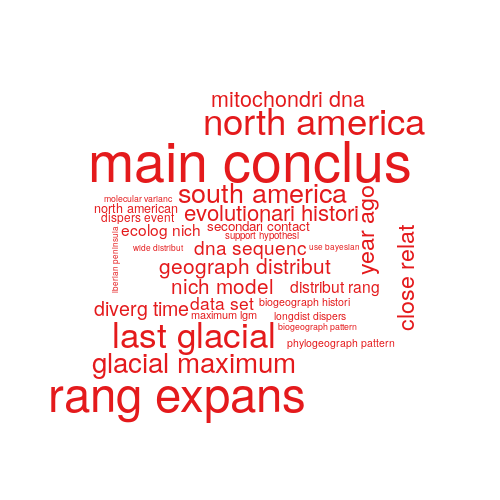 mitochondri dna
north america
main conclus
molecular varianc
south america
year ago
north american
evolutionari histori
dispers event
secondari contact
ecolog nich
support hypothesi
close relat
iberian peninsula
wide distribut
dna sequenc
use bayesian
geograph distribut
nich model
distribut rang
diverg time
data set
biogeograph histori
maximum lgm
longdist dispers
biogeograph pattern
last glacial
phylogeograph pattern
glacial maximum
rang expans